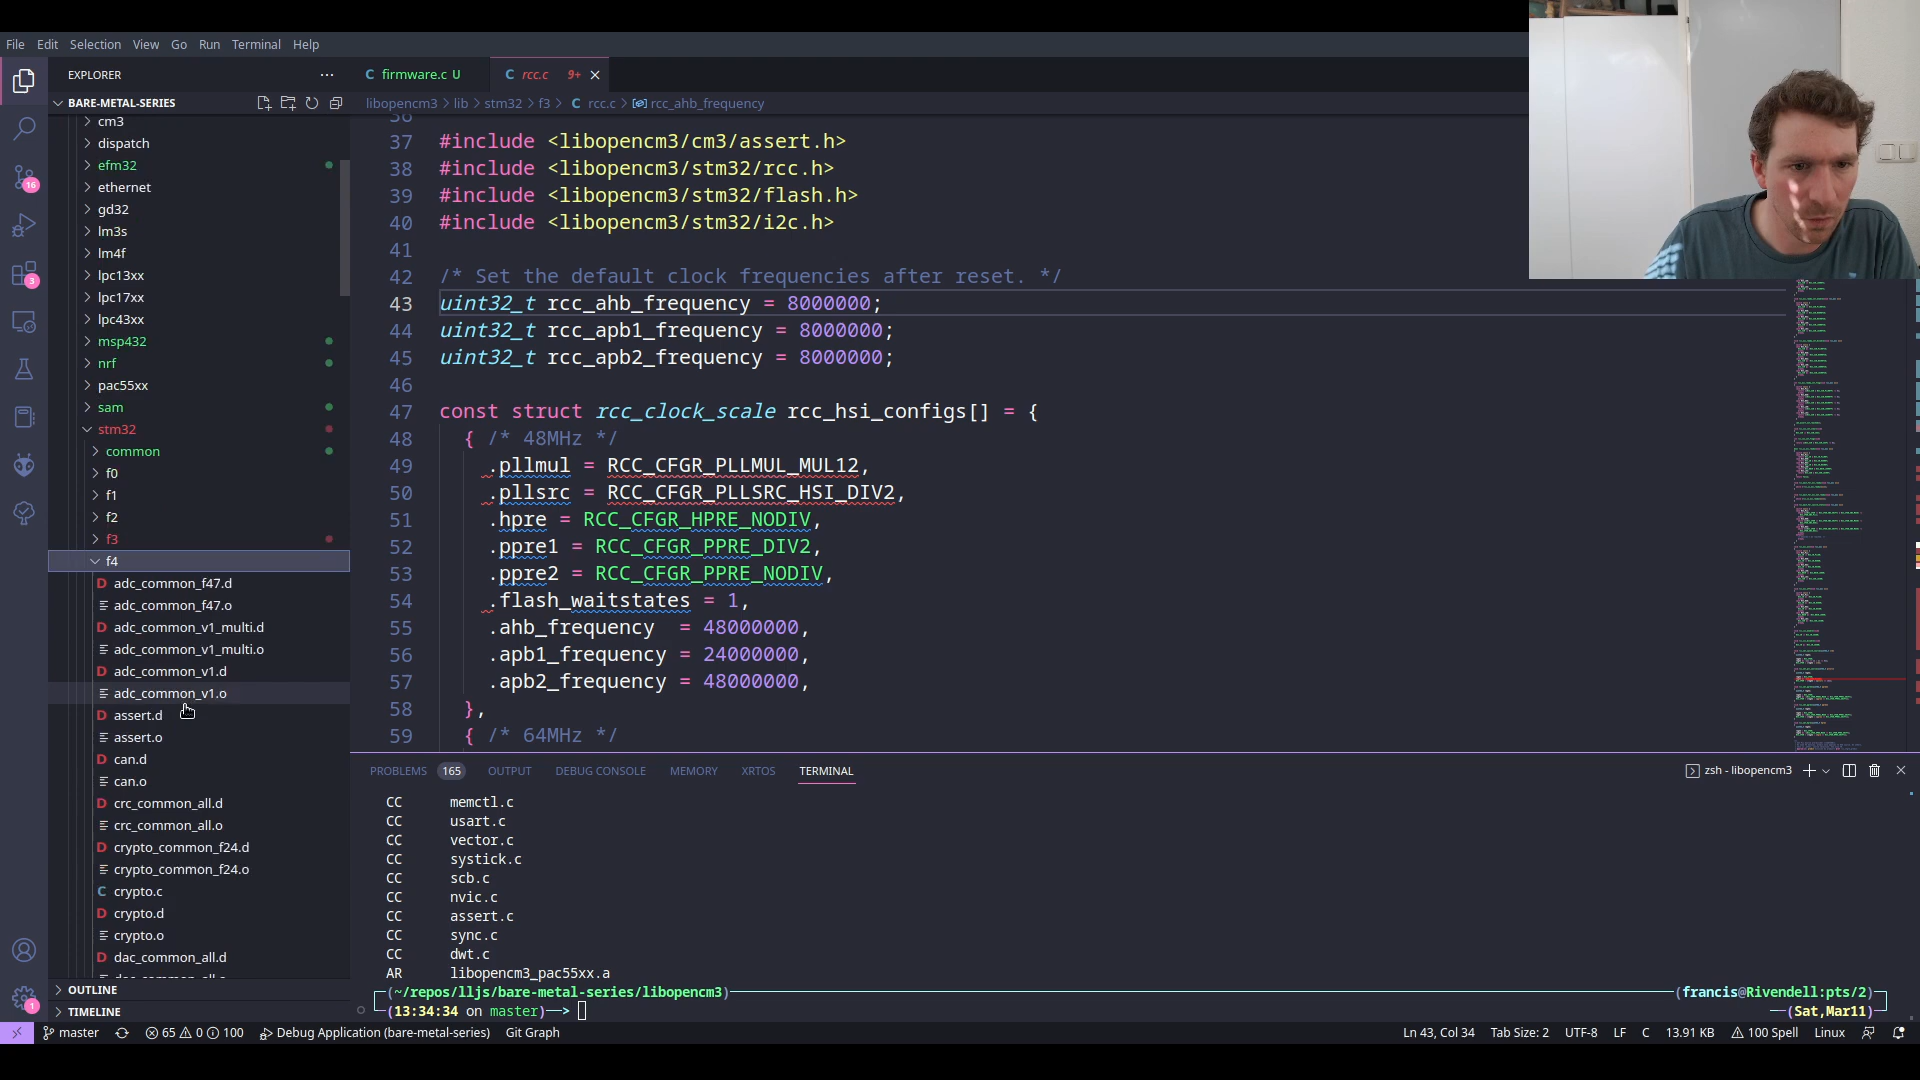 File Edit Selection View Go Run Terminal Help
EXPLORER ···
BARE-METAL-SERIES
cm3
dispatch
efm32
ethernet
gd32
lm3s
lm4f
lpc13xx
lpc17xx
lpc43xx
msp432
nrf
pac55xx
sam
stm32
common
f0
f1
f2
f3
f4
D adc_common_f47.d
adc_common_f47.o
D adc_common_v1_multi.d
adc_common_v1_multi.o
D adc_common_v1.d
adc_common_v1.o
D assert.d
assert.o
D can.d
can.o
D crc_common_all.d
crc_common_all.o
D crypto_common_f24.d
crypto_common_f24.o
C crypto.c
D crypto.d
crypto.o
D dac_common_all.d
OUTLINE
TIMELINE
16
3
1
C firmware.c U
C rcc.c 9+
libopencm3 > lib > stm32 > f3 > C rcc.c > rcc_ahb_frequency
36
37 #include <libopencm3/cm3/assert.h>
38 #include <libopencm3/stm32/rcc.h>
39 #include <libopencm3/stm32/flash.h>
40 #include <libopencm3/stm32/i2c.h>
41
42 /* Set the default clock frequencies after reset. */
43 uint32_t rcc_ahb_frequency = 8000000;
44 uint32_t rcc_apb1_frequency = 8000000;
45 uint32_t rcc_apb2_frequency = 8000000;
46
47 const struct rcc_clock_scale rcc_hsi_configs[] = {
48 { /* 48MHz */
49 .pllmul = RCC_CFGR_PLLMUL_MUL12,
50 .pllsrc = RCC_CFGR_PLLSRC_HSI_DIV2,
51 .hpre = RCC_CFGR_HPRE_NODIV,
52 .ppre1 = RCC_CFGR_PPRE_DIV2,
53 .ppre2 = RCC_CFGR_PPRE_NODIV,
54 .flash_waitstates = 1,
55 .ahb_frequency  = 48000000,
56 .apb1_frequency = 24000000,
57 .apb2_frequency = 48000000,
58 },
59 { /* 64MHz */
PROBLEMS 165 OUTPUT DEBUG CONSOLE MEMORY XRTOS TERMINAL
zsh - libopencm3
CC memctl.c
CC usart.c
CC vector.c
CC systick.c
CC scb.c
CC nvic.c
CC assert.c
CC sync.c
CC dwt.c
AR libopencm3_pac55xx.a
(~/repos/lljs/bare-metal-series/libopencm3) (francis@Rivendell:pts/2)
(13:34:34 on master)──> (Sat,Mar11)
master 65 0 100 Debug Application (bare-metal-series) Git Graph
Ln 43, Col 34 Tab Size: 2 UTF-8 LF C 13.91 KB 100 Spell Linux